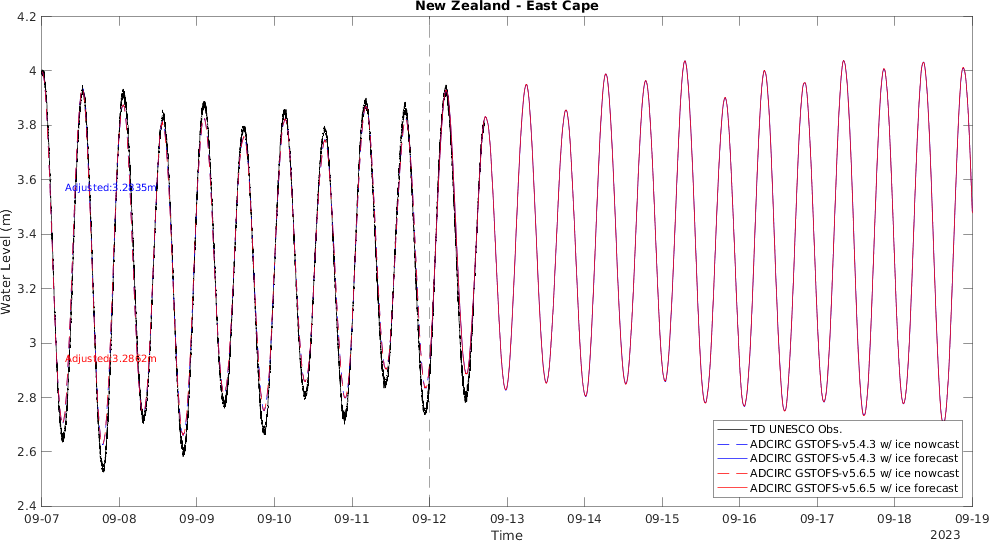 New Zealand - East Cape
4.2
4
3.8
3.6
3.4
3.2
3
2.8
2.6
2.4
Water Level (m)
Adjusted:3.2835m
Adjusted:3.2862m
TD UNESCO Obs.
ADCIRC GSTOFS-v5.4.3 w/ ice nowcast
ADCIRC GSTOFS-v5.4.3 w/ ice forecast
ADCIRC GSTOFS-v5.6.5 w/ ice nowcast
ADCIRC GSTOFS-v5.6.5 w/ ice forecast
09-07 09-08 09-09 09-10 09-11 09-12 09-13 09-14 09-15 09-16 09-17 09-18 09-19
Time
2023